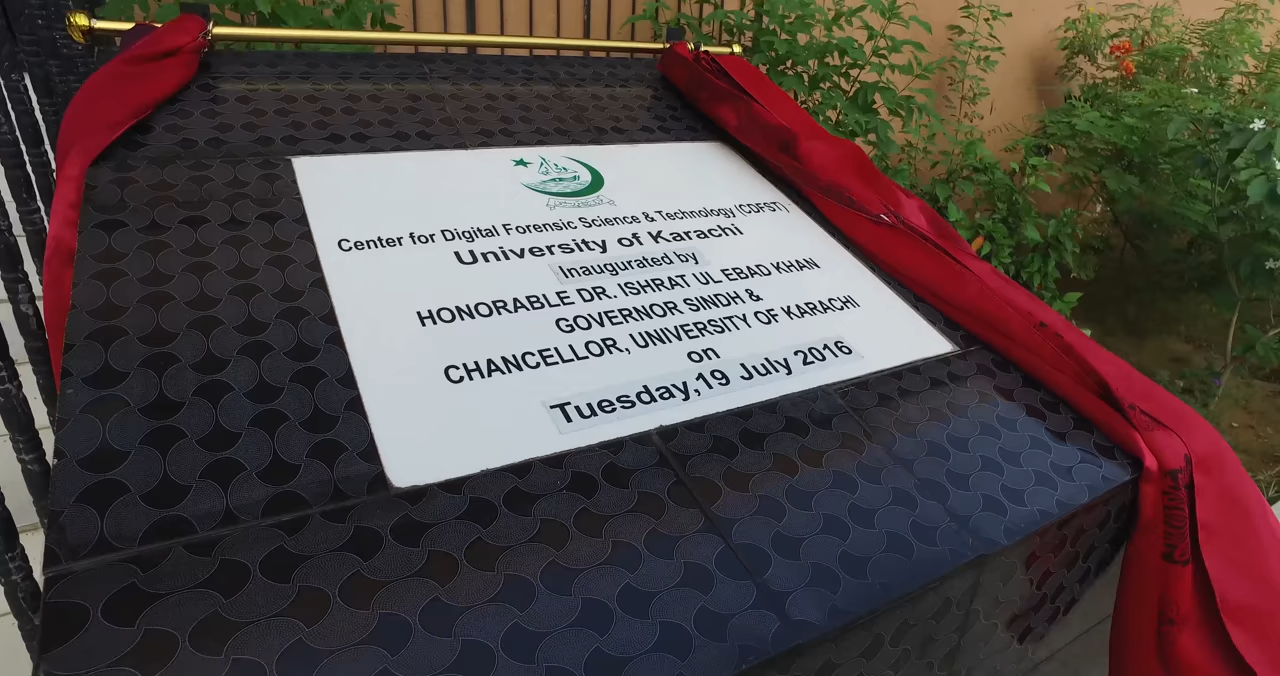 Center for Digital Forensic Science & Technology (CDFST)
University of Karachi
Inaugurated by
HONORABLE DR. ISHRAT UL EBAD KHAN
GOVERNOR SINDH &
CHANCELLOR, UNIVERSITY OF KARACHI
on
Tuesday,19 July 2016